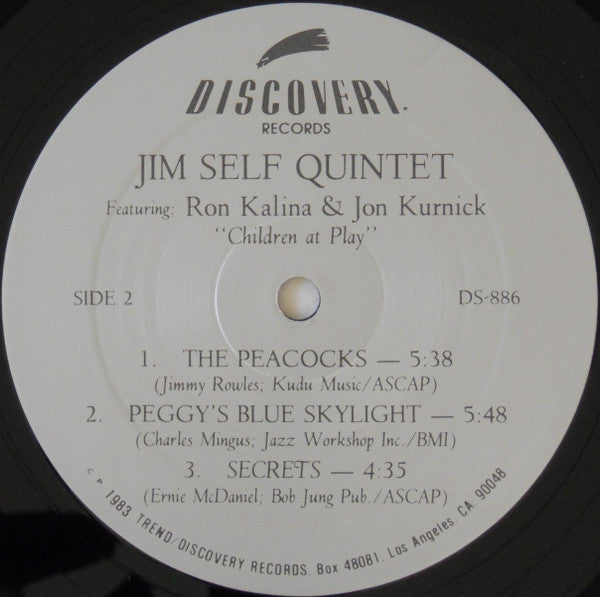 DISCOVERY.
RECORDS
JIM SELF QUINTET
Featuring: Ron Kalina & Jon Kurnick
"Children at Play"
SIDE 2
DS-886
1. THE PEACOCKS — 5:38
(Jimmy Rowles; Kudu Music/ASCAP)
2. PEGGY'S BLUE SKYLIGHT — 5:48
(Charles Mingus; Jazz Workshop Inc./BMI)
3. SECRETS — 4:35
(Ernie McDaniel; Bob Jung Pub./ASCAP)
c P 1983 TREND/DISCOVERY RECORDS. Box 48081. Los Angeles. CA 90048